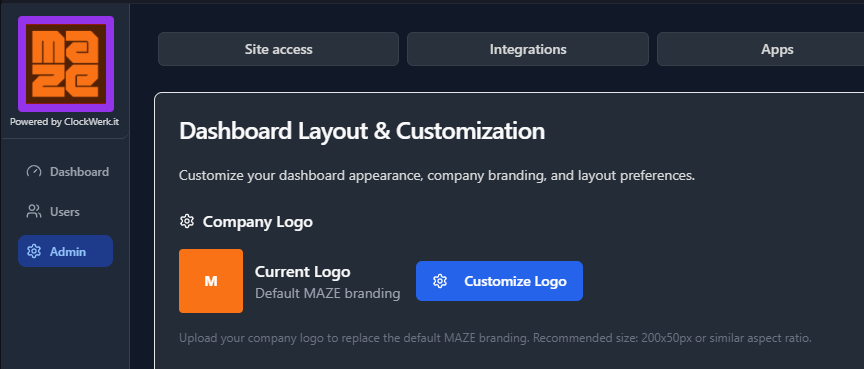 MAZE
Powered by ClockWerk.it
Dashboard
Users
Admin
Site access
Integrations
Apps
Dashboard Layout & Customization
Customize your dashboard appearance, company branding, and layout preferences.
Company Logo
M
Current Logo
Default MAZE branding
Customize Logo
Upload your company logo to replace the default MAZE branding. Recommended size: 200x50px or similar aspect ratio.